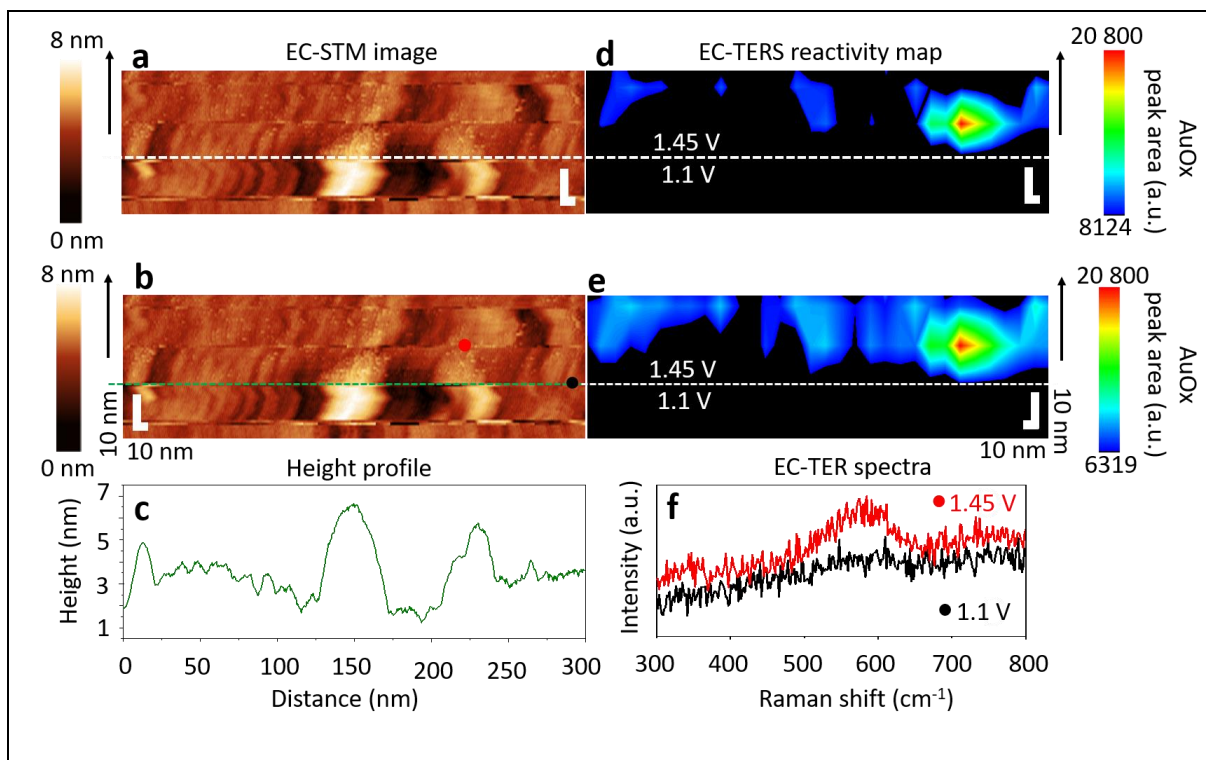 8 nm
a
EC-STM image
0 nm
d
EC-TERS reactivity map
1.45 V
1.1 V
20 800
8124
AuOx
peak area (a.u.)
8 nm
b
0 nm
10 nm
10 nm
e
1.45 V
1.1 V
10 nm
10 nm
20 800
6319
AuOx
peak area (a.u.)
Height profile
c
Height (nm)
7
5
3
1
0 50 100 150 200 250 300
Distance (nm)
EC-TER spectra
f
1.45 V
1.1 V
Intensity (a.u.)
300 400 500 600 700 800
Raman shift (cm⁻¹)